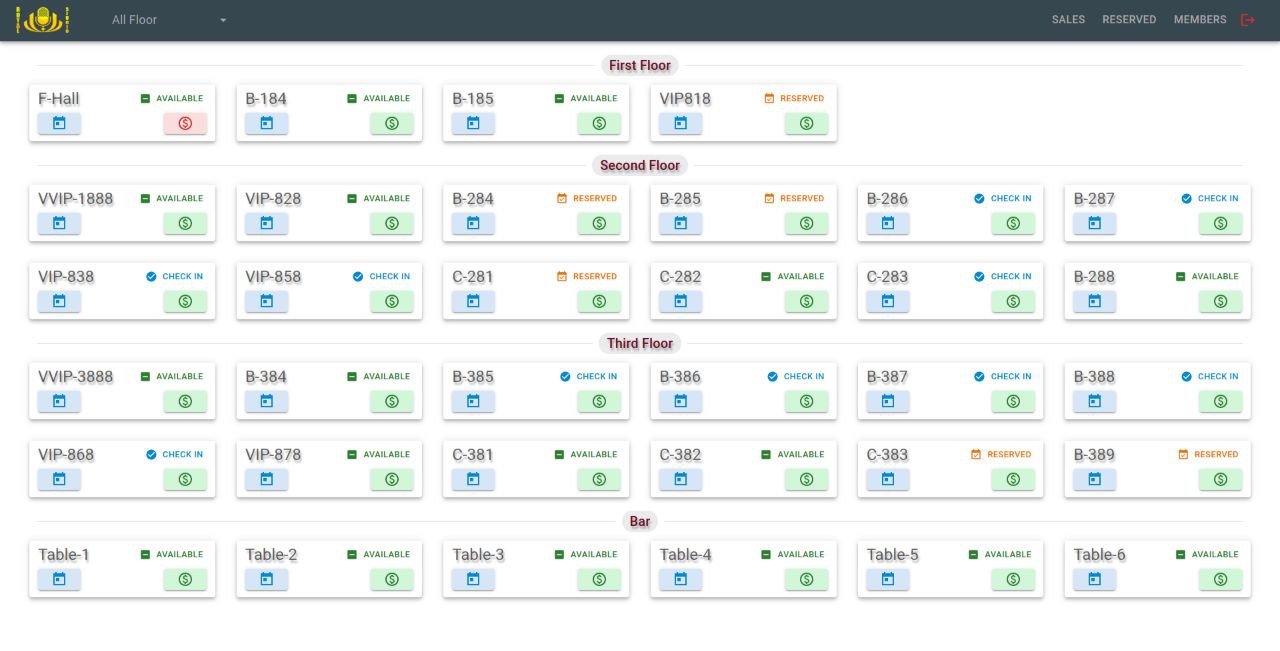 All Floor SALES RESERVED MEMBERS
First Floor
F-Hall AVAILABLE B-184 AVAILABLE B-185 AVAILABLE VIP818 RESERVED
Second Floor
VVIP-1888 AVAILABLE VIP-828 AVAILABLE B-284 RESERVED B-285 RESERVED B-286 CHECK IN B-287 CHECK IN
VIP-838 CHECK IN VIP-858 CHECK IN C-281 RESERVED C-282 AVAILABLE C-283 CHECK IN B-288 AVAILABLE
Third Floor
VVIP-3888 AVAILABLE B-384 AVAILABLE B-385 CHECK IN B-386 CHECK IN B-387 CHECK IN B-388 CHECK IN
VIP-868 CHECK IN VIP-878 AVAILABLE C-381 AVAILABLE C-382 AVAILABLE C-383 RESERVED B-389 RESERVED
Bar
Table-1 AVAILABLE Table-2 AVAILABLE Table-3 AVAILABLE Table-4 AVAILABLE Table-5 AVAILABLE Table-6 AVAILABLE